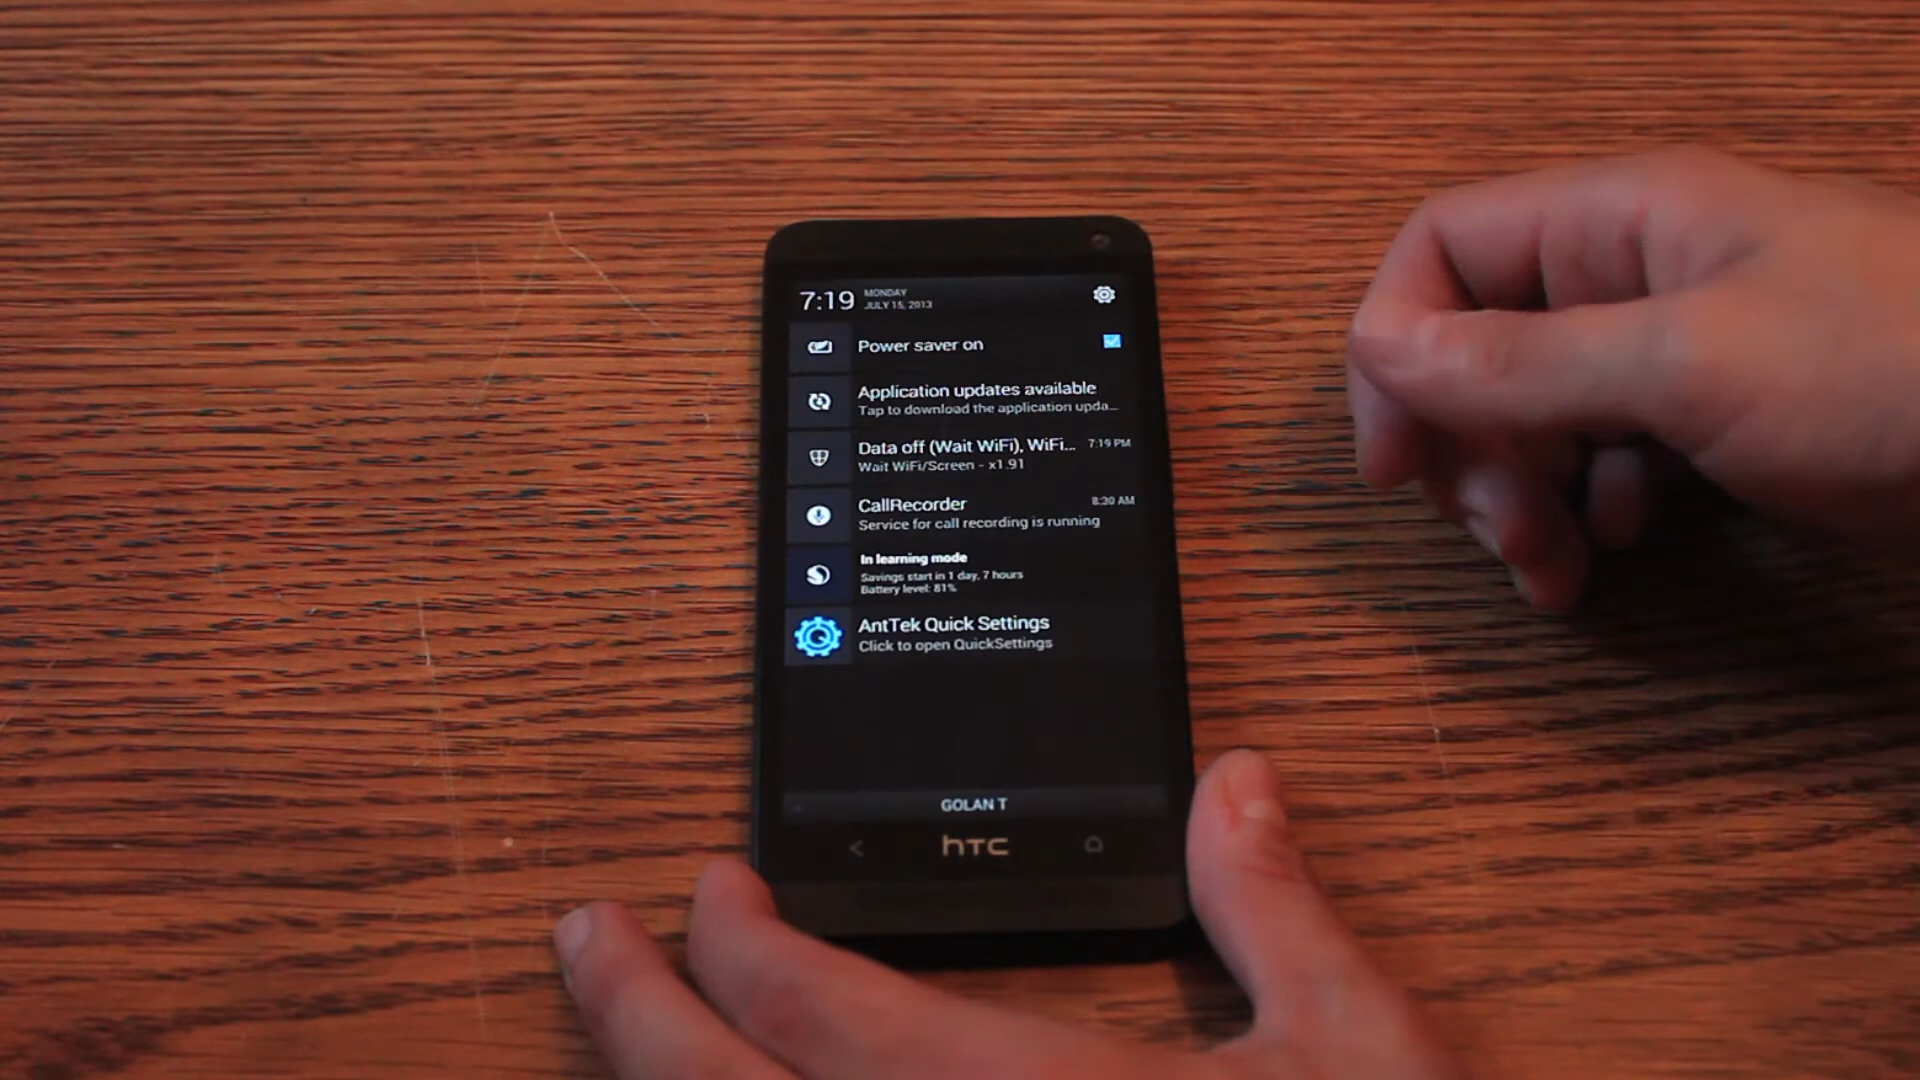 7:19
MONDAY
JULY 15, 2013
Power saver on
Application updates available
Tap to download the application upda...
Data off (Wait WiFi), WiFi... 7:19 PM
Wait WiFi/Screen - x1.91
CallRecorder 8:30 AM
Service for call recording is running
In learning mode
Savings start in 1 day, 7 hours
Battery level: 81%
AntTek Quick Settings
Click to open QuickSettings
GOLAN T
hTC